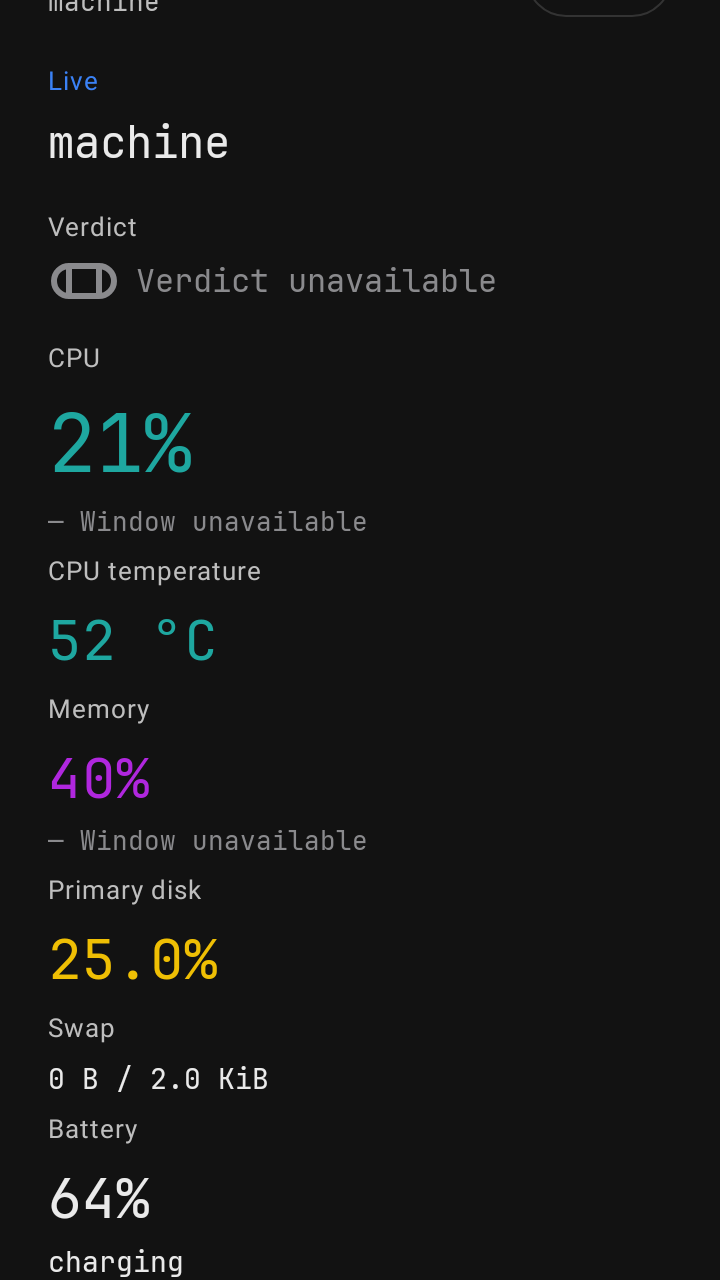 machine
Live
machine
Verdict
Verdict unavailable
CPU
21%
— Window unavailable
CPU temperature
52 °C
Memory
40%
— Window unavailable
Primary disk
25.0%
Swap
0 B / 2.0 KiB
Battery
64%
charging